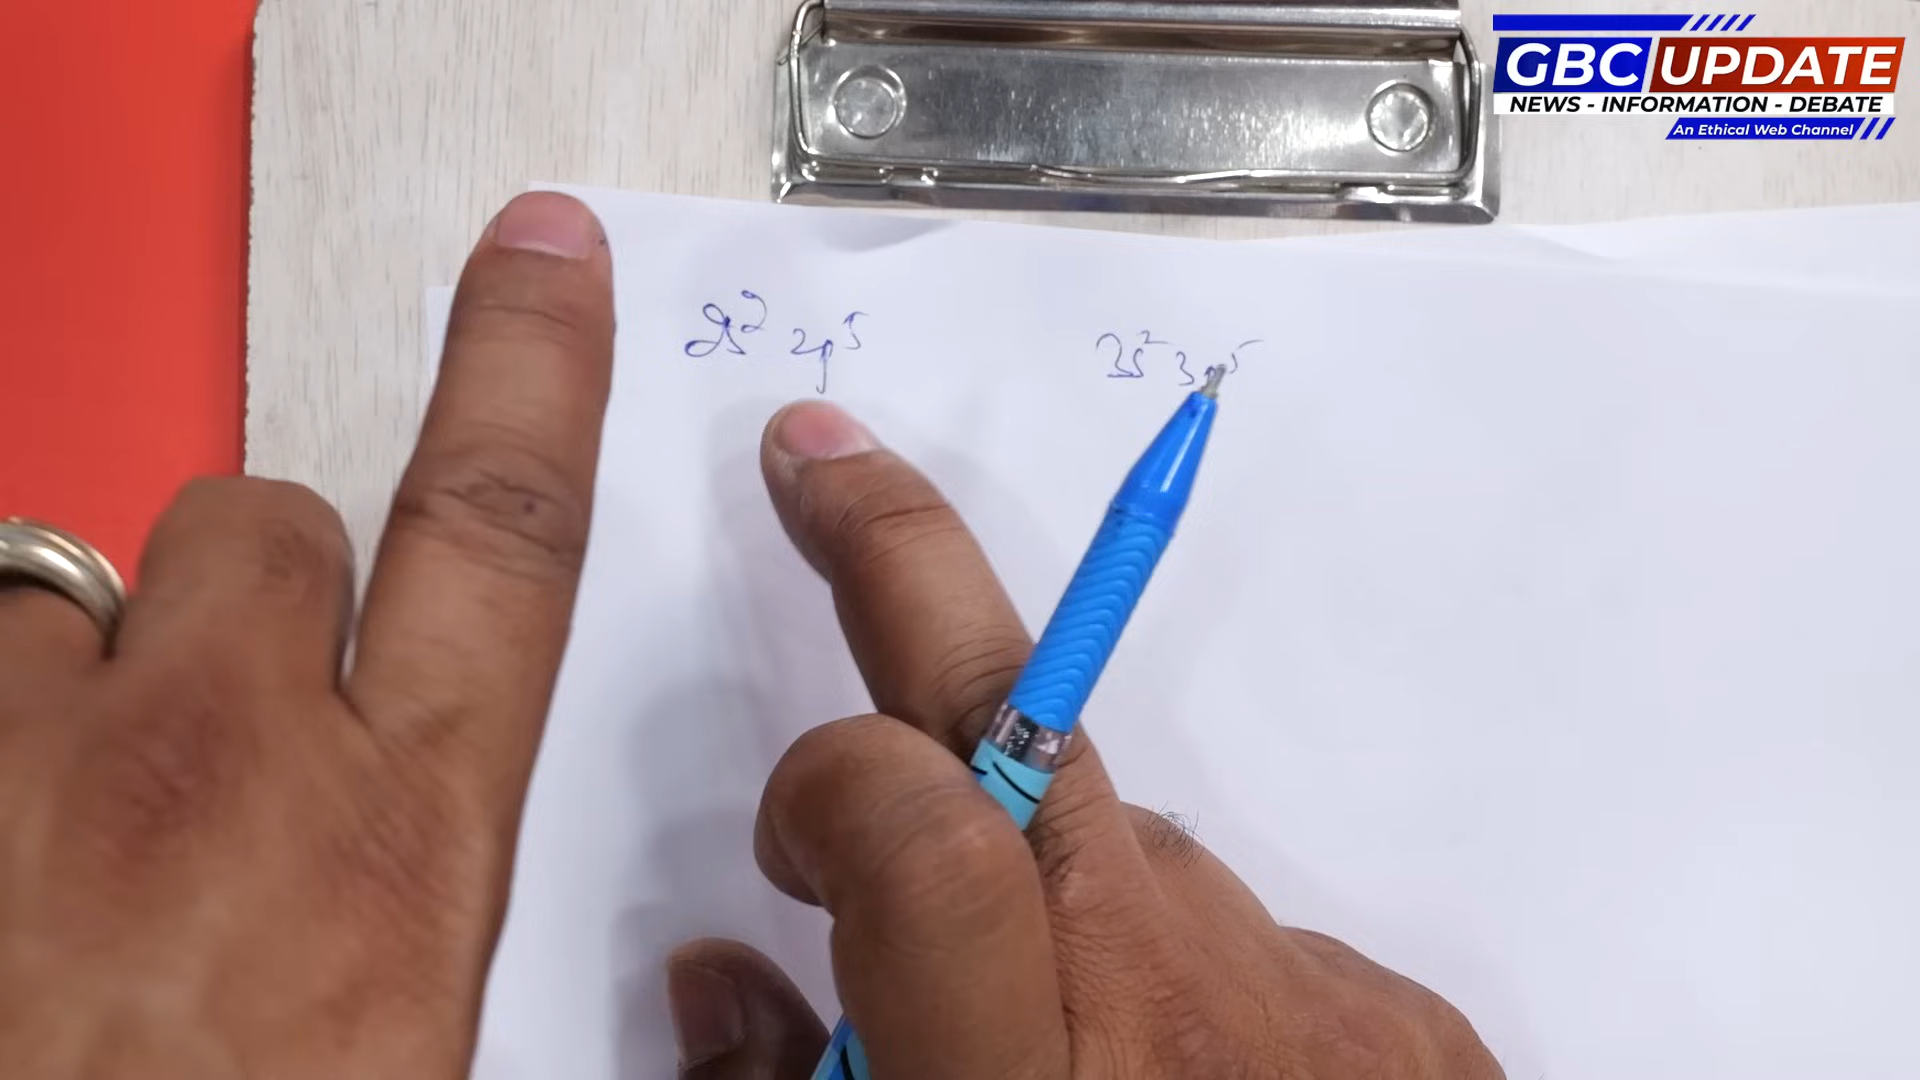 GBC UPDATE
NEWS - INFORMATION - DEBATE
An Ethical Web Channel
2s² 2p⁵ 3s² 3p⁵